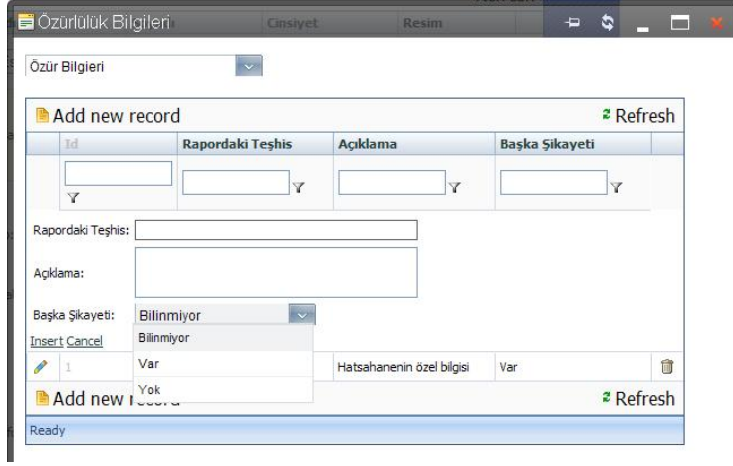 Özürlülük Bilgileri
Cinsiyet Resim
Özür Bilgieri
Add new record Refresh
Id Rapordaki Teşhis Açıklama Başka Şikayeti
Rapordaki Teşhis:
Açıklama:
Başka Şikayeti: Bilinmiyor
Insert Cancel
Bilinmiyor
Var
Yok
1 Hatsahanenin özel bilgisi Var
Add new record Refresh
Ready